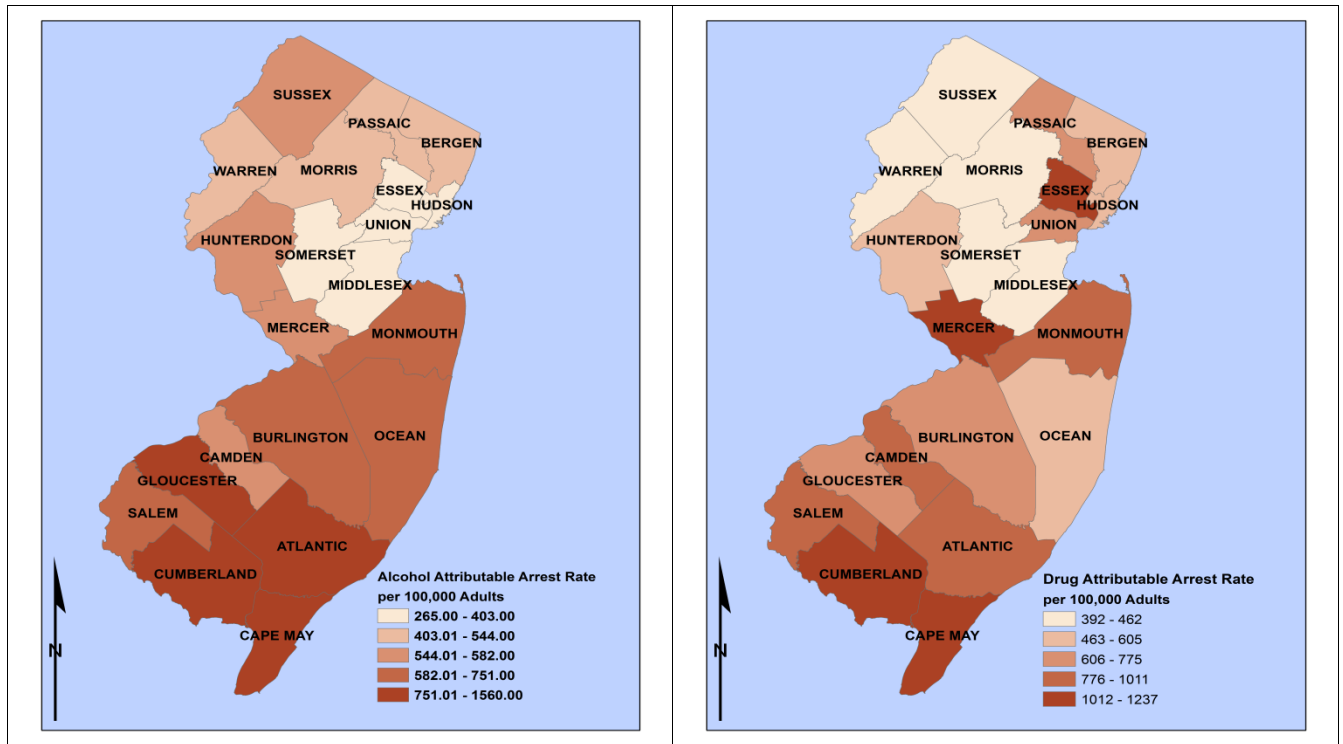 SUSSEX
PASSAIC
BERGEN
WARREN
MORRIS
ESSEX
HUDSON
UNION
HUNTERDON
SOMERSET
MIDDLESEX
MERCER
MONMOUTH
BURLINGTON
OCEAN
CAMDEN
GLOUCESTER
SALEM
ATLANTIC
CUMBERLAND
CAPE MAY
N
Alcohol Attributable Arrest Rate
per 100,000 Adults
265.00 - 403.00
403.01 - 544.00
544.01 - 582.00
582.01 - 751.00
751.01 - 1560.00
SUSSEX
PASSAIC
BERGEN
WARREN
MORRIS
ESSEX
HUDSON
UNION
HUNTERDON
SOMERSET
MIDDLESEX
MERCER
MONMOUTH
BURLINGTON
OCEAN
CAMDEN
GLOUCESTER
SALEM
ATLANTIC
CUMBERLAND
CAPE MAY
N
Drug Attributable Arrest Rate
per 100,000 Adults
392 - 462
463 - 605
606 - 775
776 - 1011
1012 - 1237